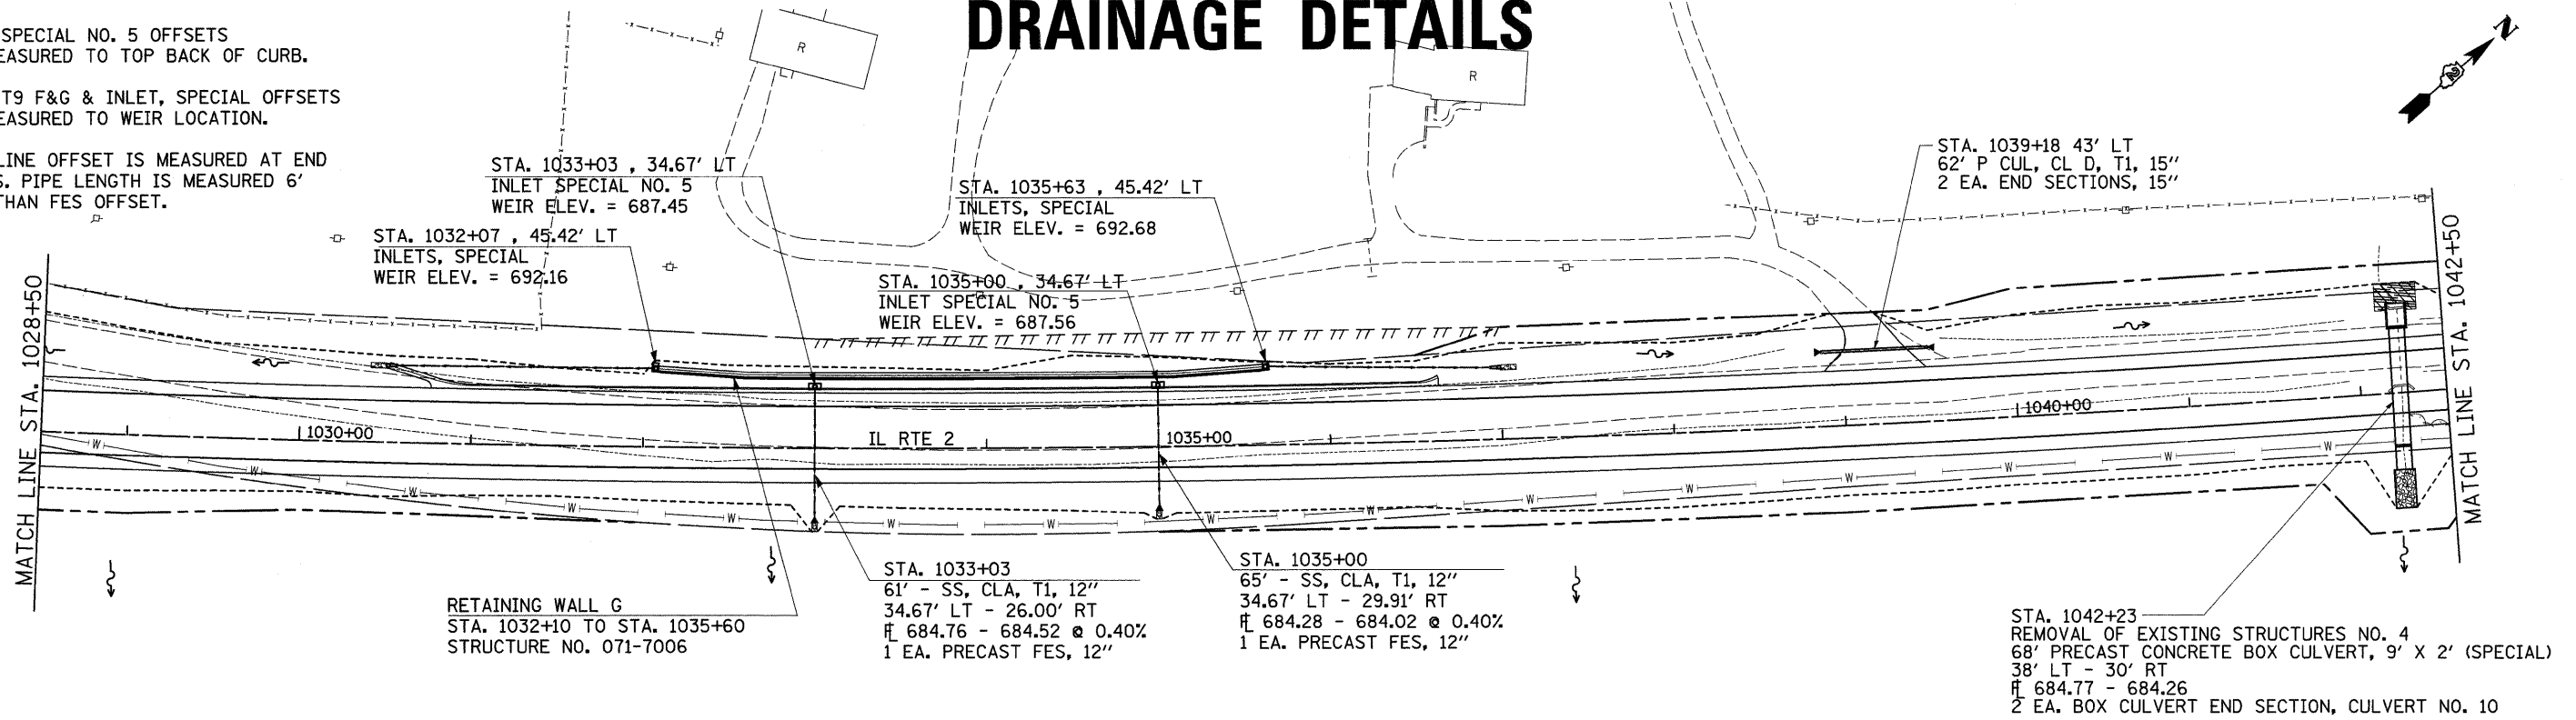 DRAINAGE DETAILS
SPECIAL NO. 5 OFFSETS
EASURED TO TOP BACK OF CURB.
T9 F&G & INLET, SPECIAL OFFSETS
EASURED TO WEIR LOCATION.
LINE OFFSET IS MEASURED AT END
S. PIPE LENGTH IS MEASURED 6'
THAN FES OFFSET.
R
R
N
2
STA. 1033+03 , 34.67' LT
INLET SPECIAL NO. 5
WEIR ELEV. = 687.45
STA. 1032+07 , 45.42' LT
INLETS, SPECIAL
WEIR ELEV. = 692.16
STA. 1035+63 , 45.42' LT
INLETS, SPECIAL
WEIR ELEV. = 692.68
STA. 1035+00 , 34.67' LT
INLET SPECIAL NO. 5
WEIR ELEV. = 687.56
STA. 1039+18 43' LT
62' P CUL, CL D, T1, 15"
2 EA. END SECTIONS, 15"
MATCH LINE STA. 1028+50
MATCH LINE STA. 1042+50
1030+00
IL RTE 2
1035+00
1040+00
W W W W W W W W W W W W W W W
RETAINING WALL G
STA. 1032+10 TO STA. 1035+60
STRUCTURE NO. 071-7006
STA. 1033+03
61' - SS, CLA, T1, 12"
34.67' LT - 26.00' RT
FL 684.76 - 684.52 @ 0.40%
1 EA. PRECAST FES, 12"
STA. 1035+00
65' - SS, CLA, T1, 12"
34.67' LT - 29.91' RT
FL 684.28 - 684.02 @ 0.40%
1 EA. PRECAST FES, 12"
STA. 1042+23
REMOVAL OF EXISTING STRUCTURES NO. 4
68' PRECAST CONCRETE BOX CULVERT, 9' X 2' (SPECIAL)
38' LT - 30' RT
FL 684.77 - 684.26
2 EA. BOX CULVERT END SECTION, CULVERT NO. 10